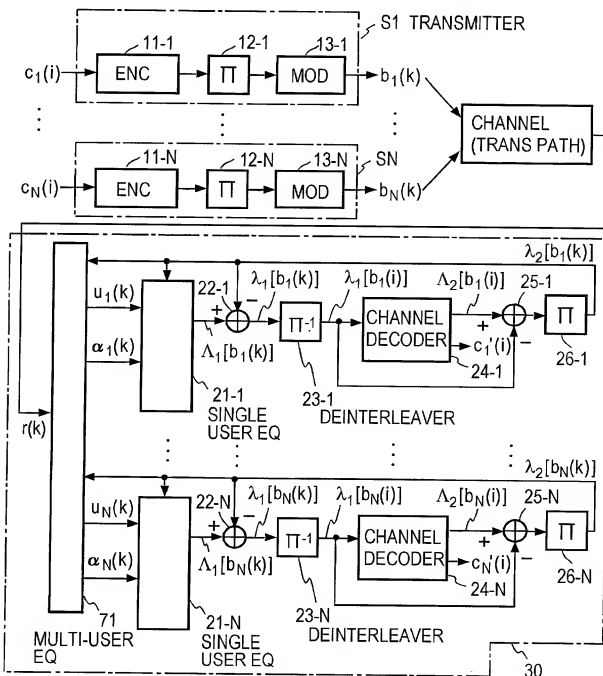 S1 TRANSMITTER
11-1 12-1 13-1
c₁(i) ENC Π MOD b₁(k)
CHANNEL
(TRANS PATH)
11-N 12-N 13-N SN
cN(i) ENC Π MOD bN(k)
λ₂[b₁(k)]
u₁(k) 22-1 λ₁[b₁(k)] λ₁[b₁(i)] Λ₂[b₁(i)] 25-1
+ − Π⁻¹ CHANNEL + − Π
DECODER
α₁(k) Λ₁[b₁(k)] c₁'(i)
24-1 26-1
23-1
r(k) 21-1 DEINTERLEAVER
SINGLE
USER EQ
λ₂[bN(k)]
uN(k) 22-N λ₁[bN(k)] λ₁[bN(i)] Λ₂[bN(i)] 25-N
+ − Π⁻¹ CHANNEL + − Π
DECODER
αN(k) Λ₁[bN(k)] cN'(i)
24-N 26-N
23-N
71 21-N DEINTERLEAVER
MULTI-USER SINGLE
EQ USER EQ
30